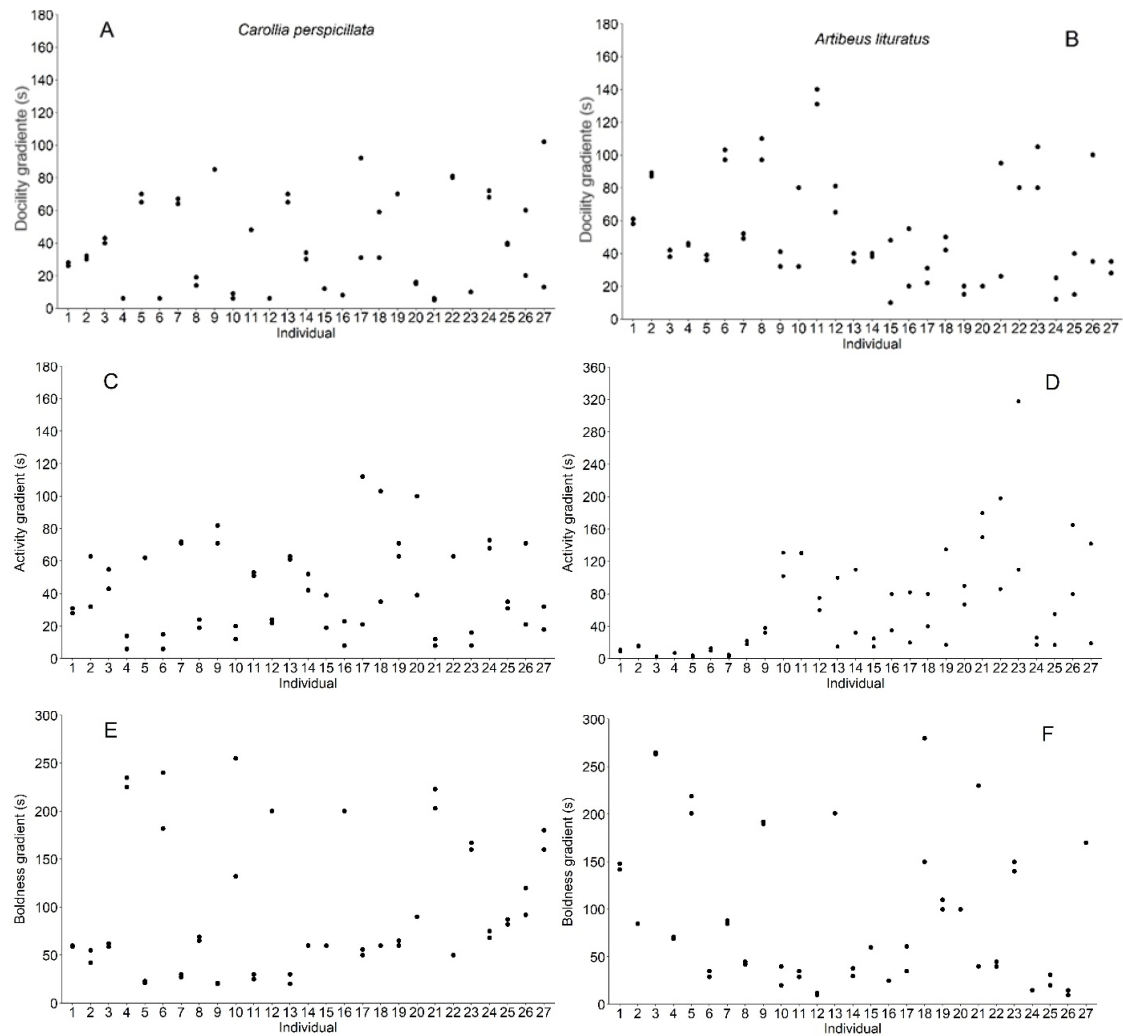 A
Carollia perspicillata
Docility gradiente (s)
180
160
140
120
100
80
60
40
20
0
1 2 3 4 5 6 7 8 9 10 11 12 13 14 15 16 17 18 19 20 21 22 23 24 25 26 27
Individual
B
Artibeus lituratus
Docility gradiente (s)
180
160
140
120
100
80
60
40
20
0
1 2 3 4 5 6 7 8 9 10 11 12 13 14 15 16 17 18 19 20 21 22 23 24 25 26 27
Individual
C
Activity gradient (s)
180
160
140
120
100
80
60
40
20
0
1 2 3 4 5 6 7 8 9 10 11 12 13 14 15 16 17 18 19 20 21 22 23 24 25 26 27
Individual
D
Activity gradient (s)
360
320
280
240
200
160
120
80
40
0
1 2 3 4 5 6 7 8 9 10 11 12 13 14 15 16 17 18 19 20 21 22 23 24 25 26 27
Individual
E
Boldness gradient (s)
300
250
200
150
100
50
0
1 2 3 4 5 6 7 8 9 10 11 12 13 14 15 16 17 18 19 20 21 22 23 24 25 26 27
Individual
F
Boldness gradient (s)
300
250
200
150
100
50
0
1 2 3 4 5 6 7 8 9 10 11 12 13 14 15 16 17 18 19 20 21 22 23 24 25 26 27
Individual